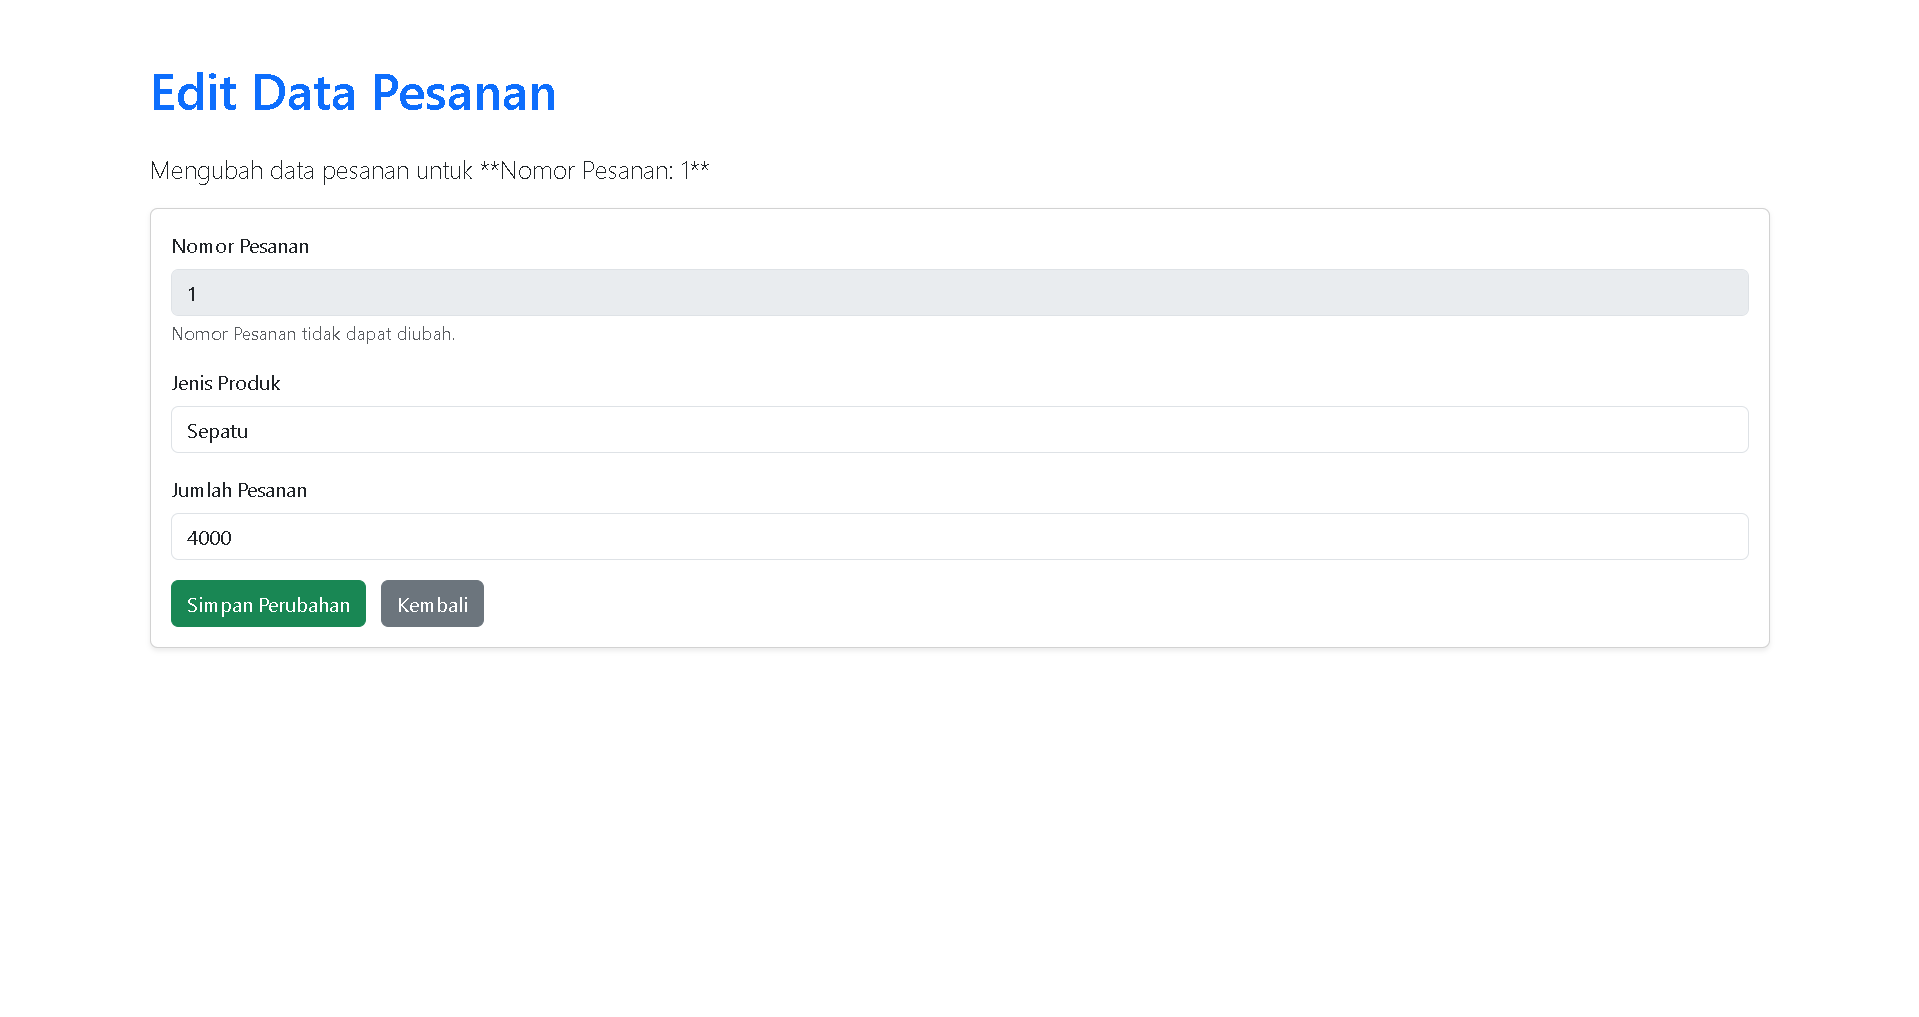 Edit Data Pesanan
Mengubah data pesanan untuk **Nomor Pesanan: 1**
Nomor Pesanan
1
Nomor Pesanan tidak dapat diubah.
Jenis Produk
Sepatu
Jumlah Pesanan
4000
Simpan Perubahan Kembali